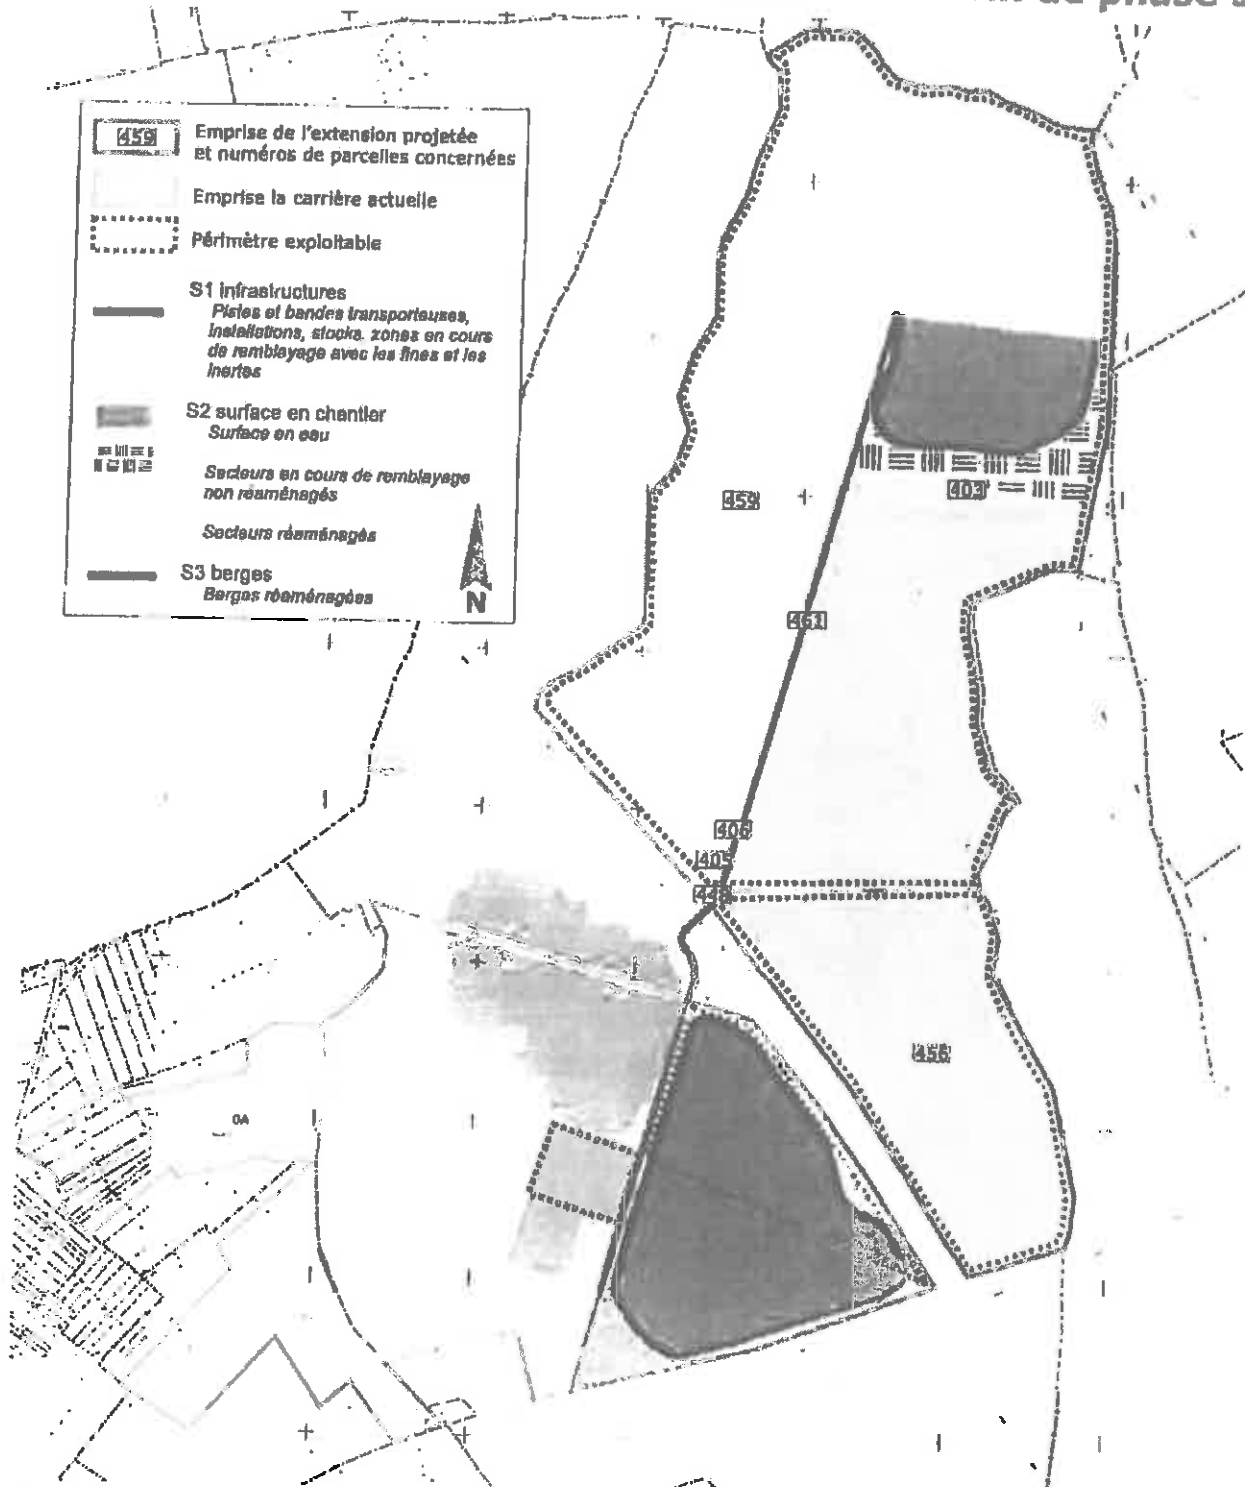 au phase
459
Emprise de l'extension projetée
et numéros de parcelles concernées
Emprise la carrière actuelle
Périmètre exploitable
S1 infrastructures
Pistes et bandes transporteuses,
installations, stocks, zones en cours
de remblayage avec les fines et les
inertes
S2 surface en chantier
Surface en eau
Secteurs en cours de remblayage
non réaménagés
Secteurs réaménagés
S3 berges
Berges réaménagées
N
459
403
461
406
405
456
0A